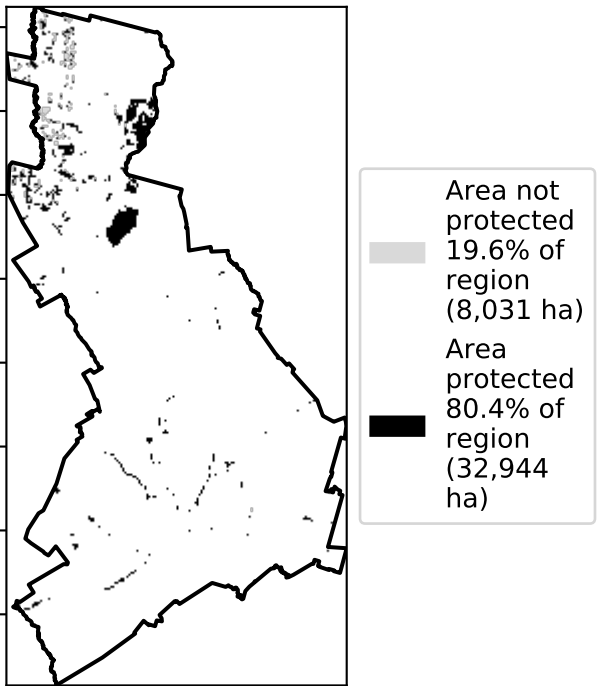 Area not
protected
19.6% of
region
(8,031 ha)
Area
protected
80.4% of
region
(32,944
ha)